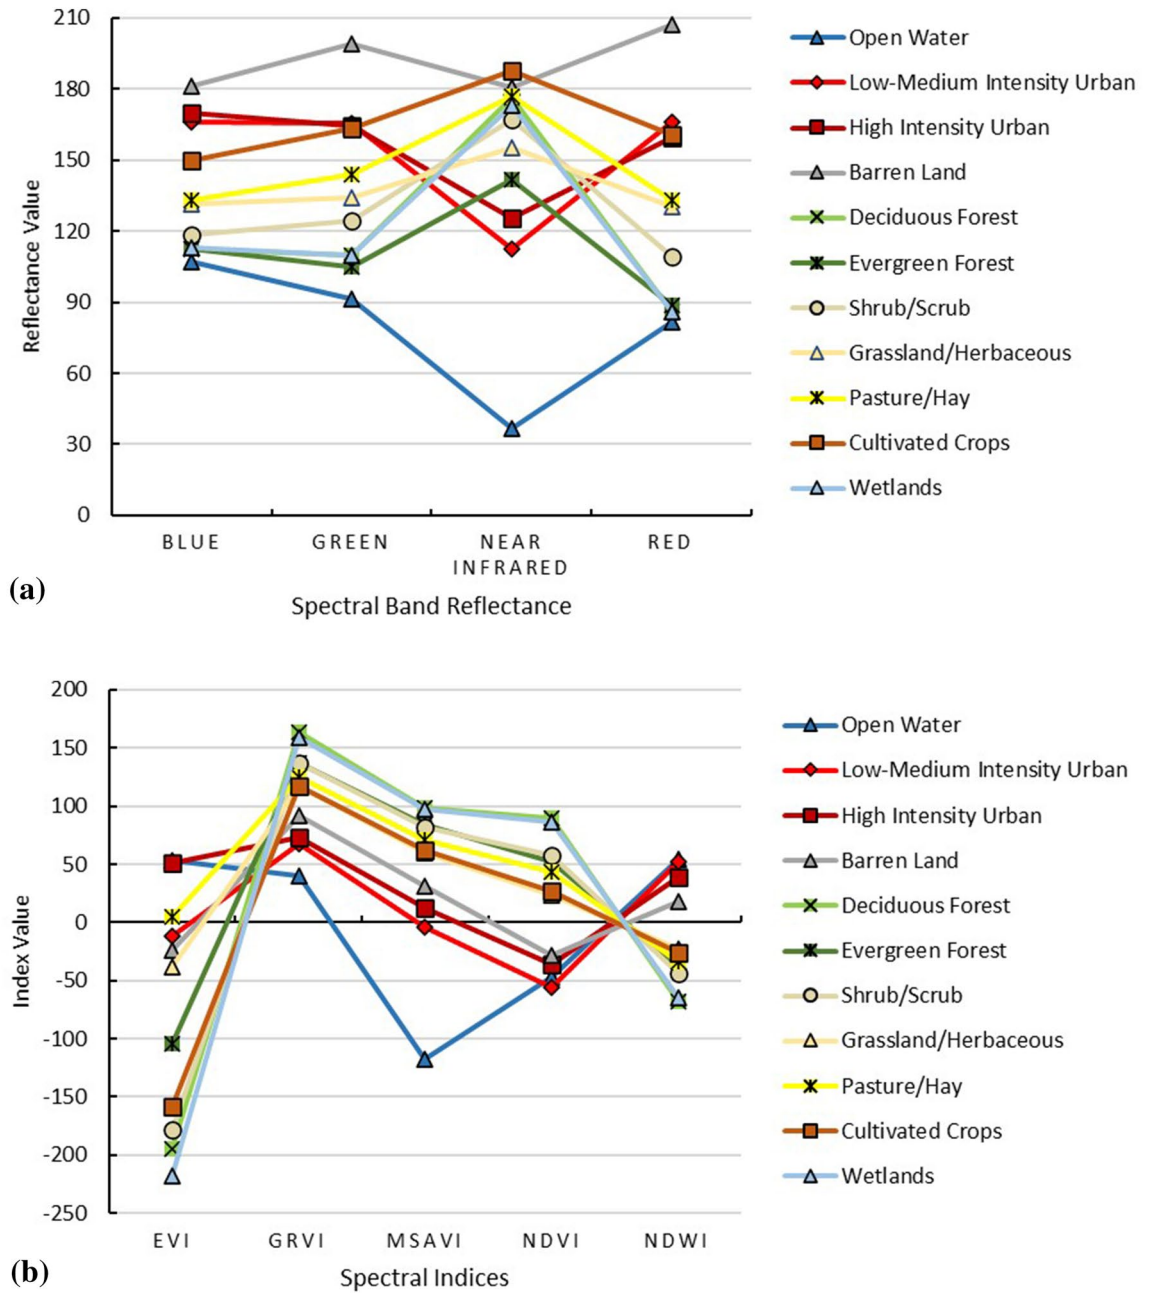 210
180
150
120
90
60
30
0
Reflectance Value
BLUE GREEN NEAR INFRARED RED
Spectral Band Reflectance
Open Water
Low-Medium Intensity Urban
High Intensity Urban
Barren Land
Deciduous Forest
Evergreen Forest
Shrub/Scrub
Grassland/Herbaceous
Pasture/Hay
Cultivated Crops
Wetlands
(a)
200
150
100
50
0
-50
-100
-150
-200
-250
Index Value
EVI GRVI MSAVI NDVI NDWI
Spectral Indices
Open Water
Low-Medium Intensity Urban
High Intensity Urban
Barren Land
Deciduous Forest
Evergreen Forest
Shrub/Scrub
Grassland/Herbaceous
Pasture/Hay
Cultivated Crops
Wetlands
(b)